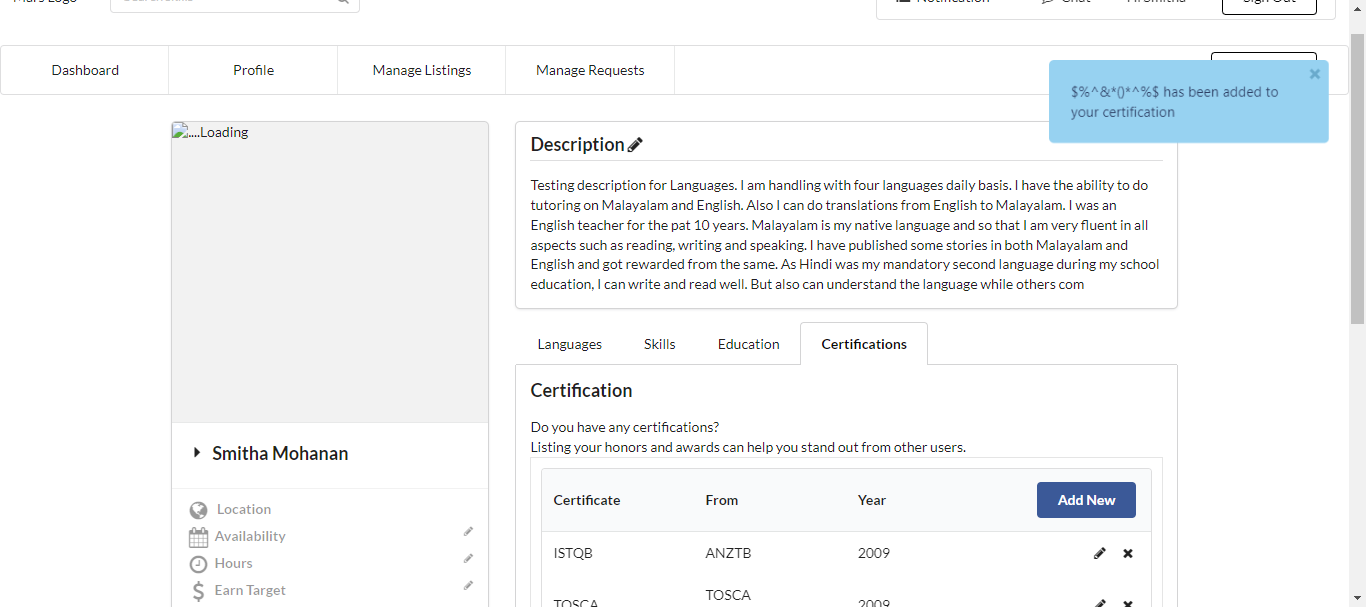 Mars Logo
Notification Chat Hi Smitha Sign Out
Dashboard Profile Manage Listings Manage Requests
$%^&*()*^%$ has been added to
your certification
....Loading
Description
Testing description for Languages. I am handling with four languages daily basis. I have the ability to do
tutoring on Malayalam and English. Also I can do translations from English to Malayalam. I was an
English teacher for the pat 10 years. Malayalam is my native language and so that I am very fluent in all
aspects such as reading, writing and speaking. I have published some stories in both Malayalam and
English and got rewarded from the same. As Hindi was my mandatory second language during my school
education, I can write and read well. But also can understand the language while others com
Languages Skills Education Certifications
Certification
Do you have any certifications?
Listing your honors and awards can help you stand out from other users.
Certificate From Year Add New
ISTQB ANZTB 2009
TOSCA TOSCA 2009
Smitha Mohanan
Location
Availability
Hours
Earn Target